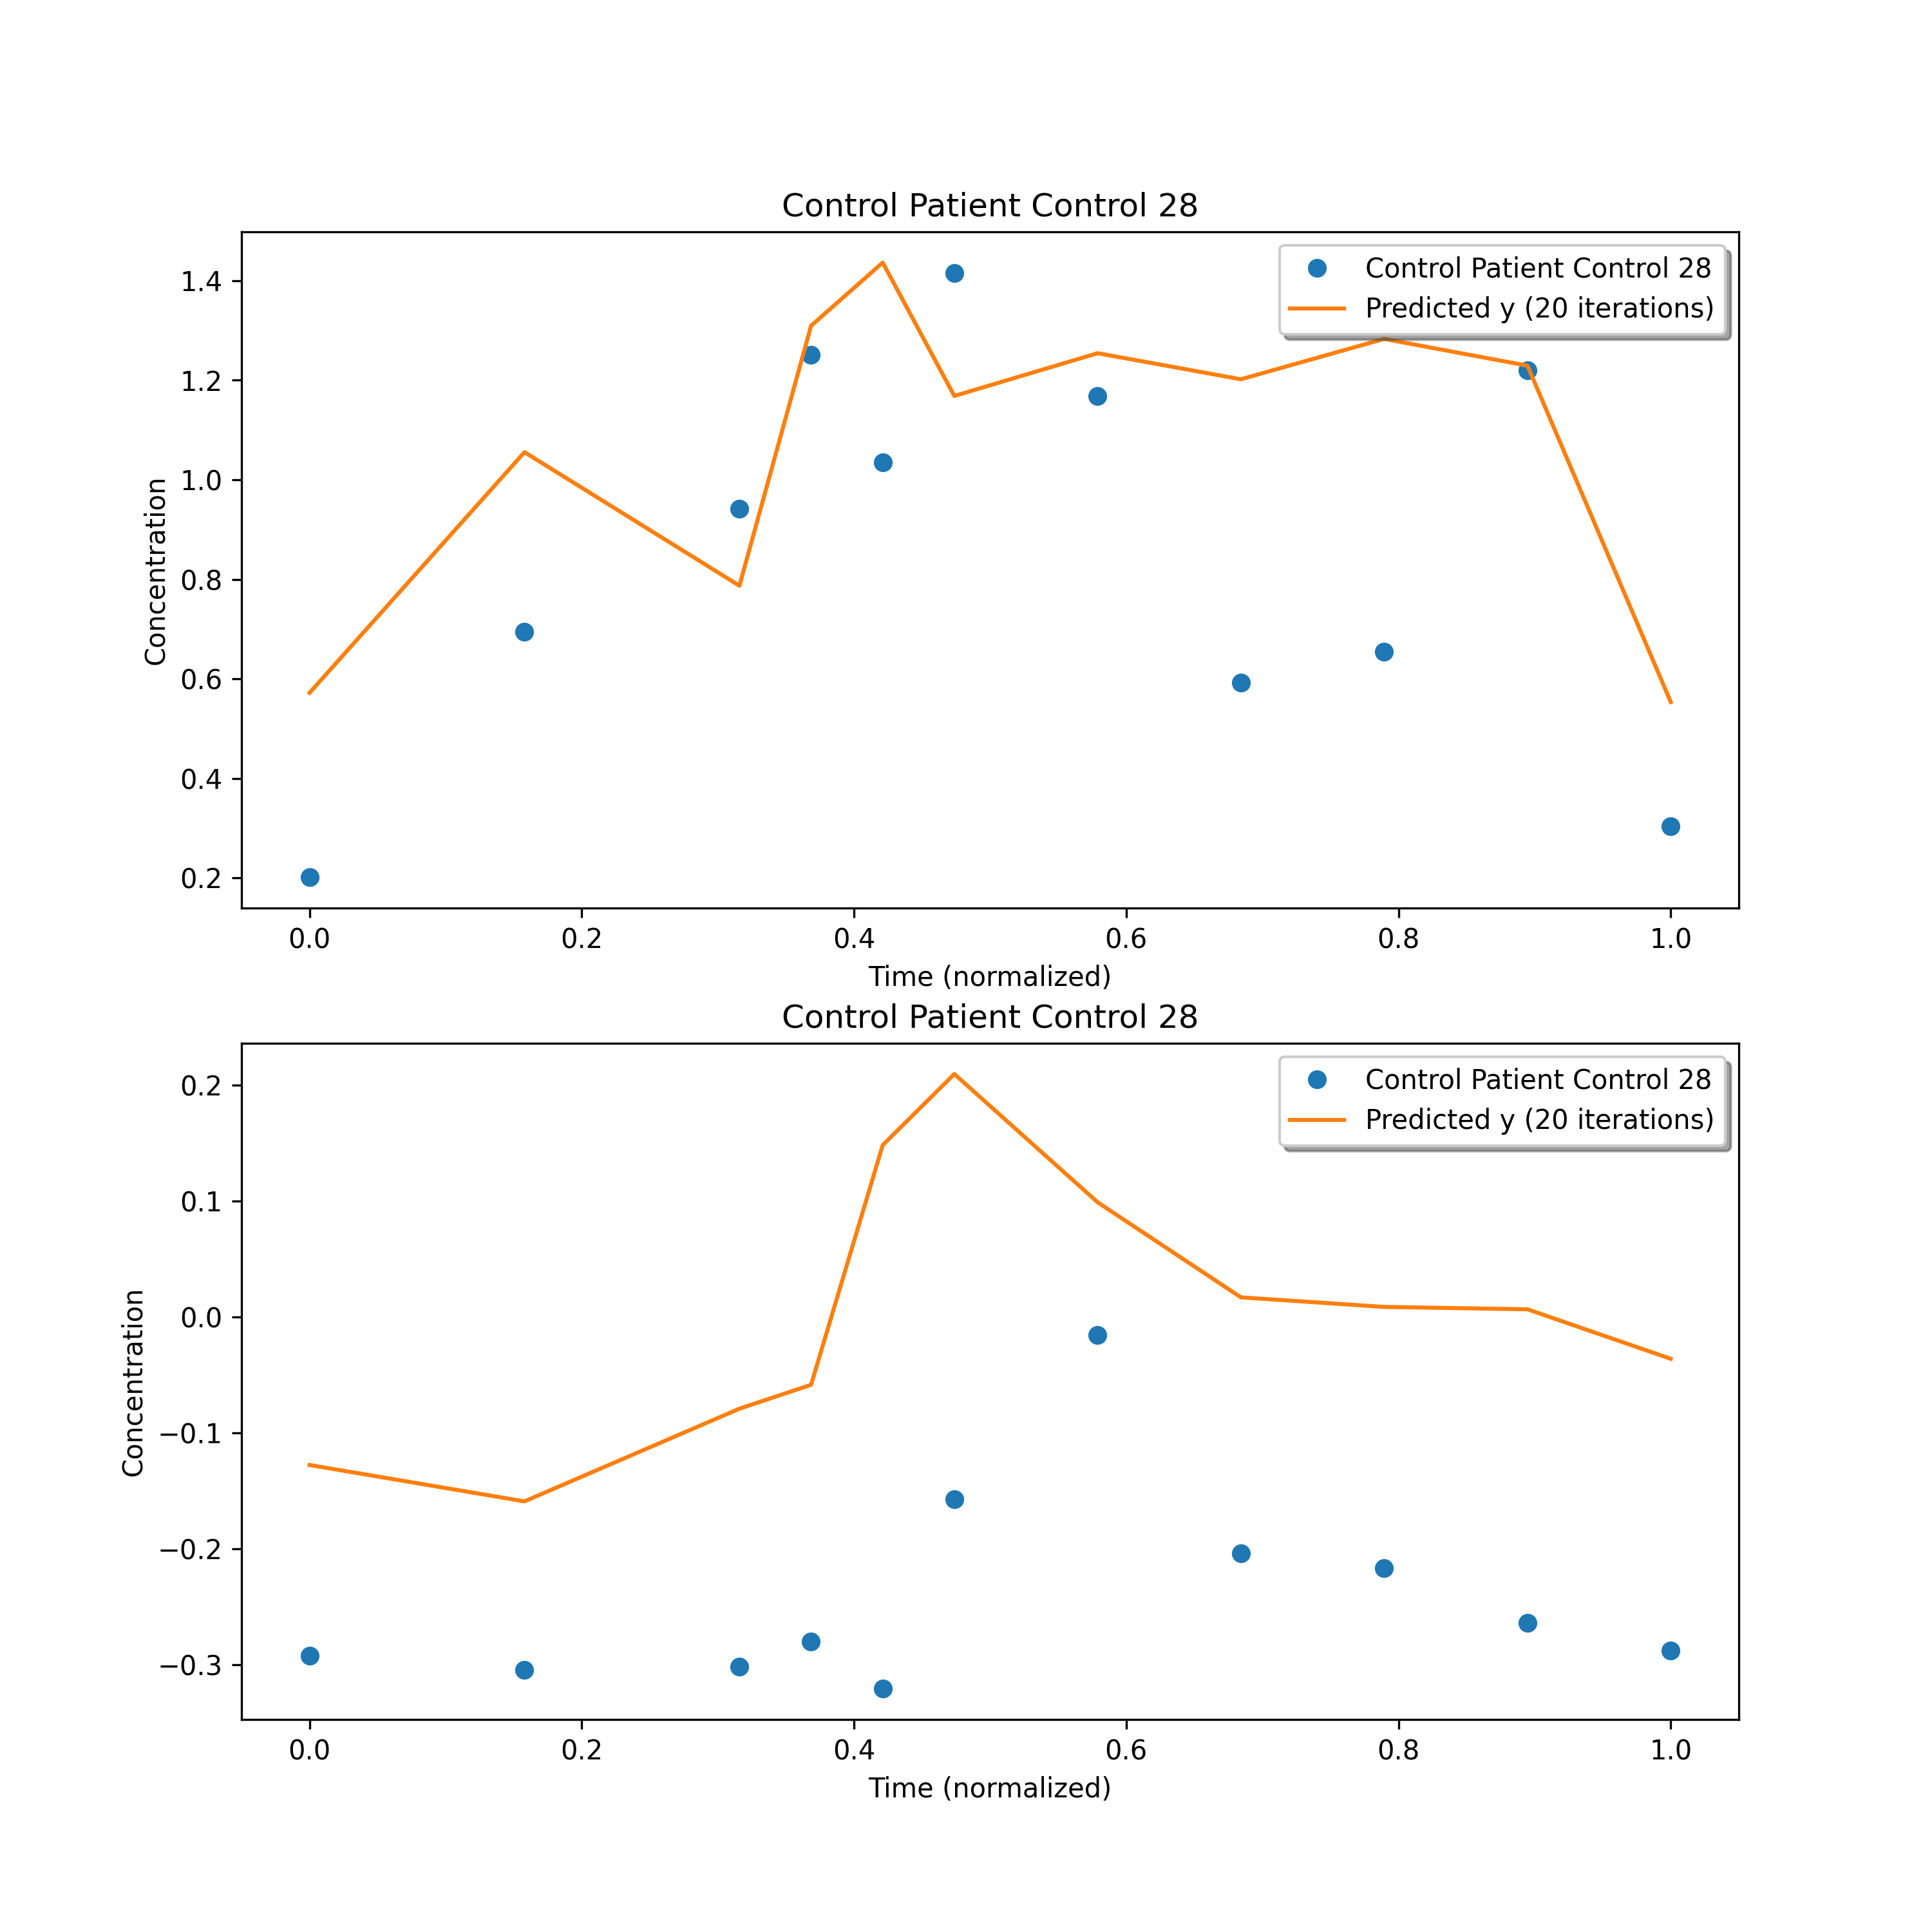 Control Patient Control 28
Control Patient Control 28
Predicted y (20 iterations)
1.4
1.2
1.0
0.8
0.6
0.4
0.2
Concentration
0.0 0.2 0.4 0.6 0.8 1.0
Time (normalized)
Control Patient Control 28
Control Patient Control 28
Predicted y (20 iterations)
0.2
0.1
0.0
−0.1
−0.2
−0.3
Concentration
0.0 0.2 0.4 0.6 0.8 1.0
Time (normalized)